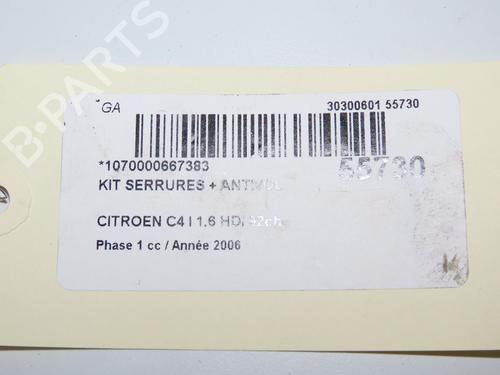 B-PARTS
*GA
30300601 55730
*1070000667383
55730
KIT SERRURES + ANTIVOL
CITROEN C4 I 1.6 HDI 92ch
Phase 1 cc / Année 2006